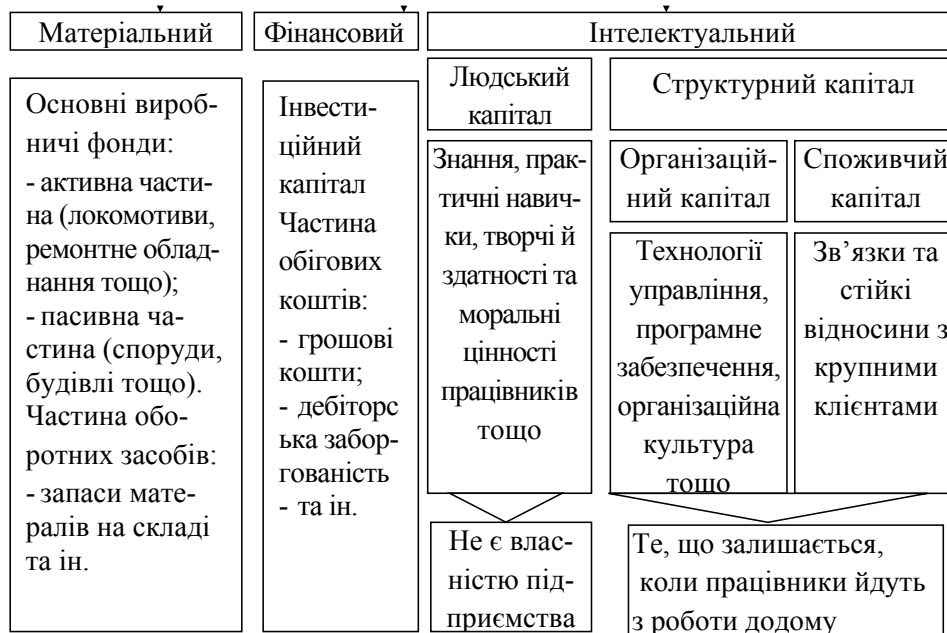 Матеріальний
Фінансовий
Інтелектуальний
Основні вироб-
ничі фонди:
- активна части-
на (локомотиви,
ремонтне облад-
нання тощо);
- пасивна ча-
стина (споруди,
будівлі тощо).
Частина обо-
ротних засобів:
- запаси мате-
ралів на складі
та ін.
Інвести-
ційний
капітал
Частина
обігових
коштів:
- грошові
кошти;
- дебіторс
ька забор-
гованість
- та ін.
Людський
капітал
Структурний капітал
Знання, прак-
тичні навич-
ки, творчі й
здатності та
моральні
цінності
працівників
тощо
Організацій-
ний капітал
Споживчий
капітал
Технології
управління,
програмне
забезпечення,
організаційна
культура
тощо
Зв’язки та
стійкі
відносини з
крупними
клієнтами
Не є влас-
ністю під-
приємства
Те, що залишається,
коли працівники йдуть
з роботи додому